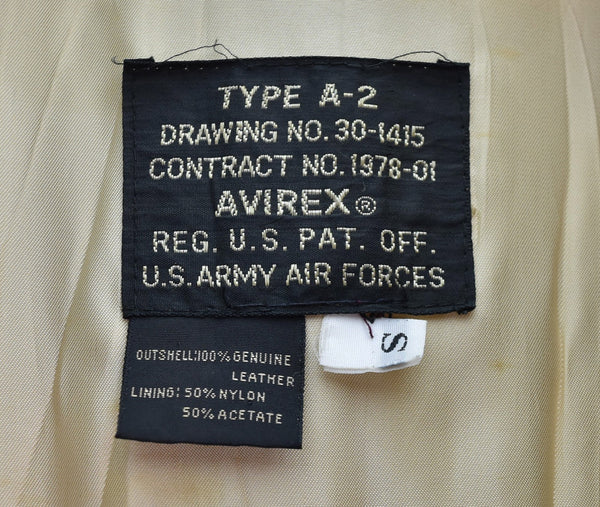 TYPE A-2
DRAWING NO. 30-1415
CONTRACT NO. 1978-01
AVIREX®
REG. U.S. PAT. OFF.
U.S. ARMY AIR FORCES
OUTSHELL:100% GENUINE
LEATHER
LINING: 50% NYLON
50% ACETATE
S